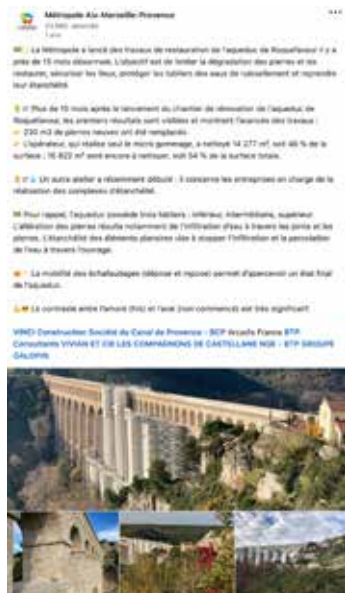 Métropole Aix-Marseille-Provence
1 an
La Métropole a lancé des travaux de restauration de l'aqueduc de Roquefavour il y a
près de 15 mois désormais. L'objectif est de limiter la dégradation des pierres et les
restaurer, sécuriser les lieux, protéger les tabliers des eaux de ruissellement et reprendre
leur étanchéité.
Plus de 15 mois après le lancement du chantier de rénovation de l'aqueduc de
Roquefavour, les premiers résultats sont visibles et montrent l'avancée des travaux :
230 m3 de pierres neuves ont été remplacés.
L'opérateur, qui réalise seul le micro gommage, a nettoyé 14 277 m², soit 46 % de la
surface ; 16 822 m² sont encore à nettoyer, soit 54 % de la surface totale.
Un autre atelier a récemment débuté : il concerne les entreprises en charge de la
réalisation des complexes d'étanchéité.
Pour rappel, l'aqueduc possède trois tabliers : inférieur, intermédiaire, supérieur.
L'altération des pierres résulte notamment de l'infiltration d'eau à travers les joints et les
pierres. L'étanchéité des éléments planaires vise à stopper l'infiltration et la percolation
de l'eau à travers l'ouvrage.
La mobilité des échafaudages (dépose et repose) permet d'apercevoir un état final
de l'aqueduc.
Le contraste entre l'amont (fini) et l'aval (non commencé) est très significatif.
VINCI Construction Société du Canal de Provence - SCP Arcadis France BTP
Consultants VIVIAN ET CIE LES COMPAGNONS DE CASTELLANE NGE - BTP GROUPE
GALOPIN